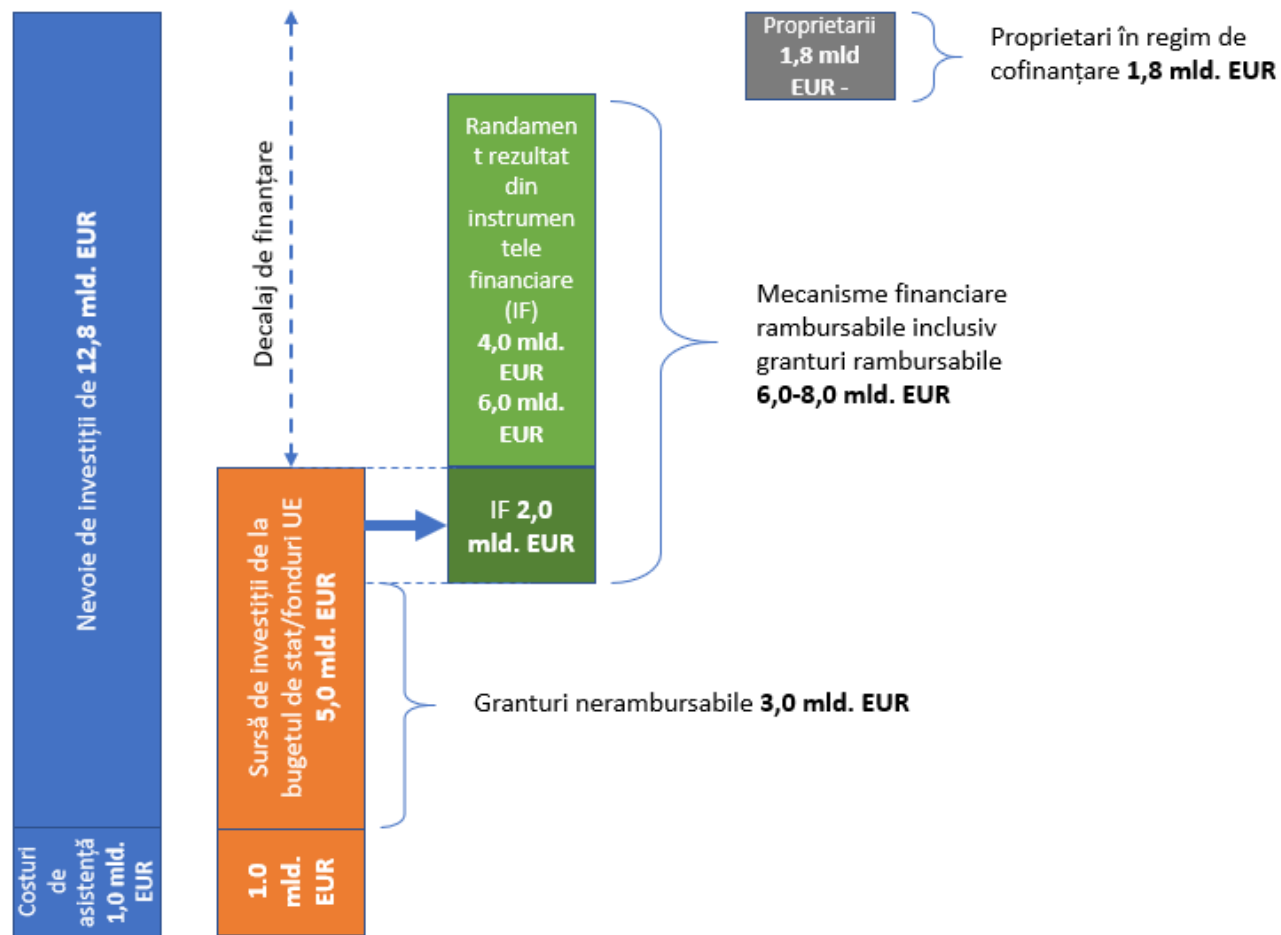 Nevoie de investiții de 12,8 mld. EUR
Costuri
de
asistență
1,0 mld.
EUR
Decalaj de finanțare
Sursă de investiții de la
bugetul de stat/fonduri UE
5,0 mld. EUR
1.0
mld.
EUR
Randamen
t rezultat
din
instrumen
tele
financiare
(IF)
4,0 mld.
EUR
6,0 mld.
EUR
IF 2,0
mld. EUR
Granturi nerambursabile 3,0 mld. EUR
Proprietarii
1,8 mld
EUR -
Proprietari în regim de
cofinanțare 1,8 mld. EUR
Mecanisme financiare
rambursabile inclusiv
granturi rambursabile
6,0-8,0 mld. EUR